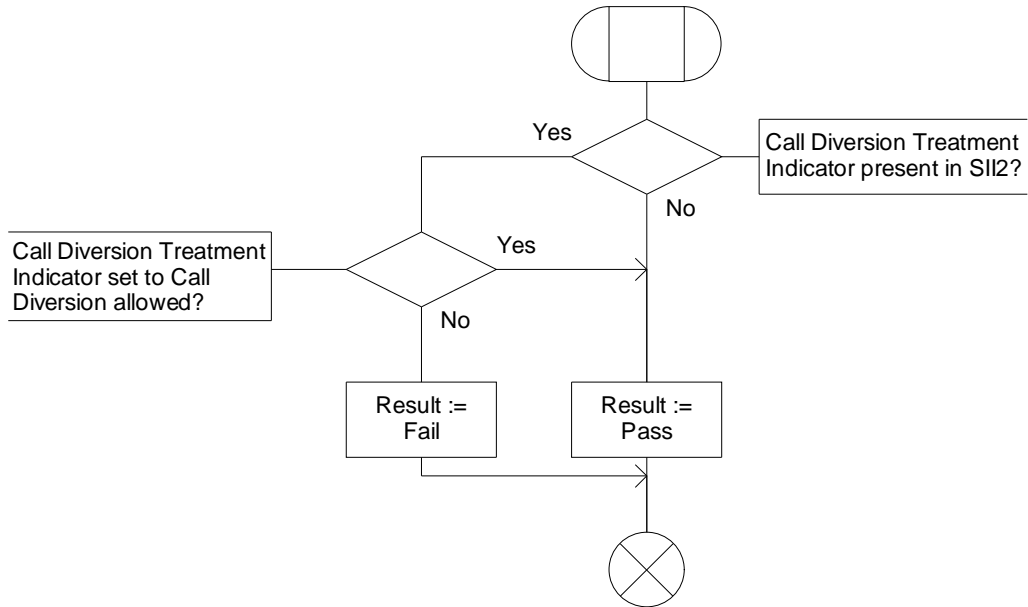 Yes
Call Diversion Treatment
Indicator present in SII2?
No
Call Diversion Treatment
Indicator set to Call
Diversion allowed?
Yes
No
Result :=
Fail
Result :=
Pass